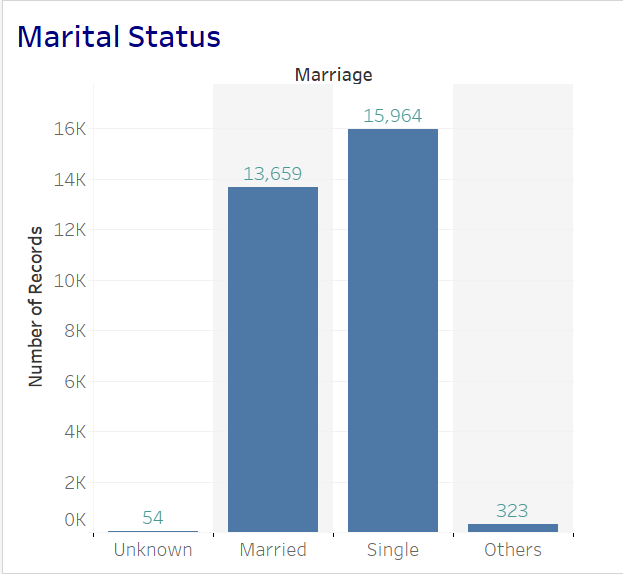 Marital Status
Marriage
16K
14K
12K
10K
8K
6K
4K
2K
0K
Number of Records
15,964
13,659
54
323
Unknown Married Single Others